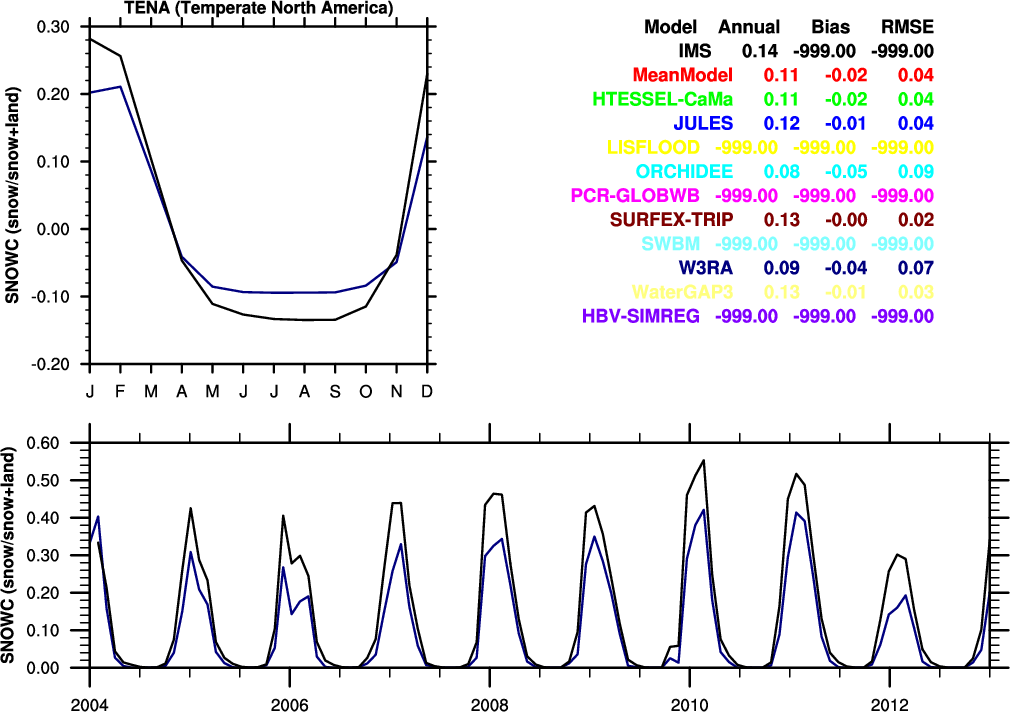 TENA (Temperate North America)
SNOWC (snow/snow+land)
0.30
0.20
0.10
0.00
-0.10
-0.20
J F M A M J J A S O N D
Model Annual Bias RMSE
IMS 0.14 -999.00 -999.00
MeanModel 0.11 -0.02 0.04
HTESSEL-CaMa 0.11 -0.02 0.04
JULES 0.12 -0.01 0.04
LISFLOOD -999.00 -999.00 -999.00
ORCHIDEE 0.08 -0.05 0.09
PCR-GLOBWB -999.00 -999.00 -999.00
SURFEX-TRIP 0.13 -0.00 0.02
SWBM -999.00 -999.00 -999.00
W3RA 0.09 -0.04 0.07
WaterGAP3 0.13 -0.01 0.03
HBV-SIMREG -999.00 -999.00 -999.00
SNOWC (snow/snow+land)
0.60
0.50
0.40
0.30
0.20
0.10
0.00
2004 2006 2008 2010 2012